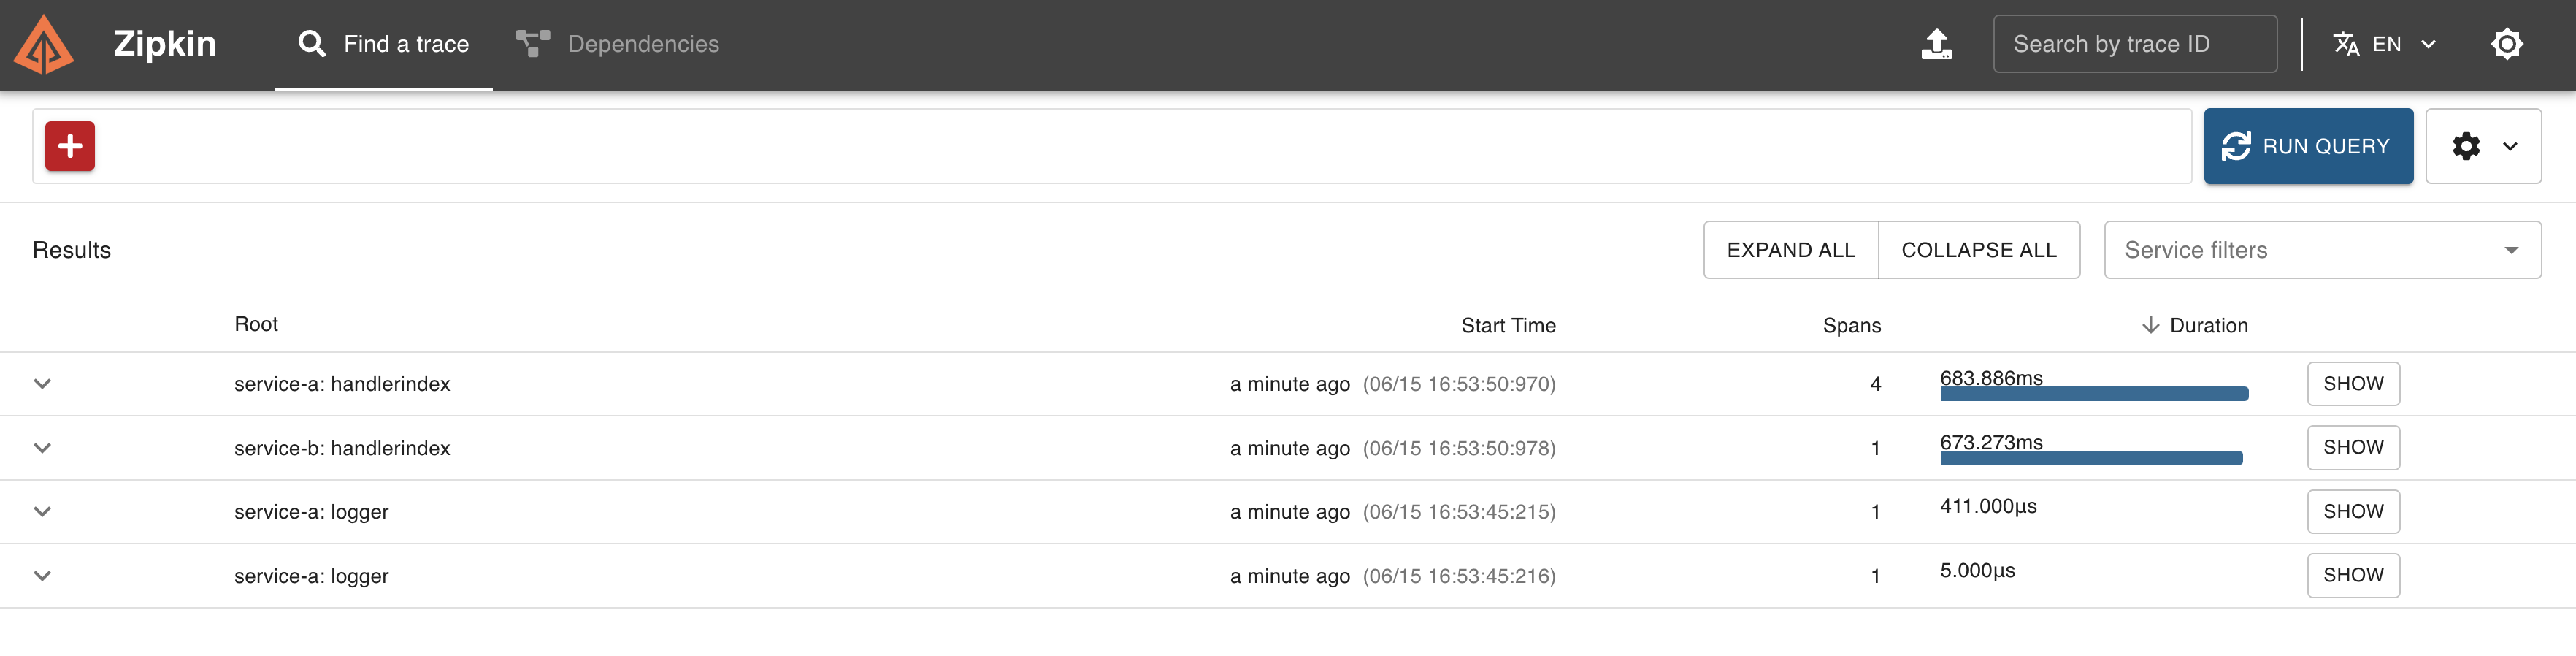 Zipkin Find a trace Dependencies Search by trace ID EN
RUN QUERY
Results EXPAND ALL COLLAPSE ALL Service filters
Root Start Time Spans Duration
service-a: handlerindex a minute ago (06/15 16:53:50:970) 4 683.886ms SHOW
service-b: handlerindex a minute ago (06/15 16:53:50:978) 1 673.273ms SHOW
service-a: logger a minute ago (06/15 16:53:45:215) 1 411.000μs SHOW
service-a: logger a minute ago (06/15 16:53:45:216) 1 5.000μs SHOW